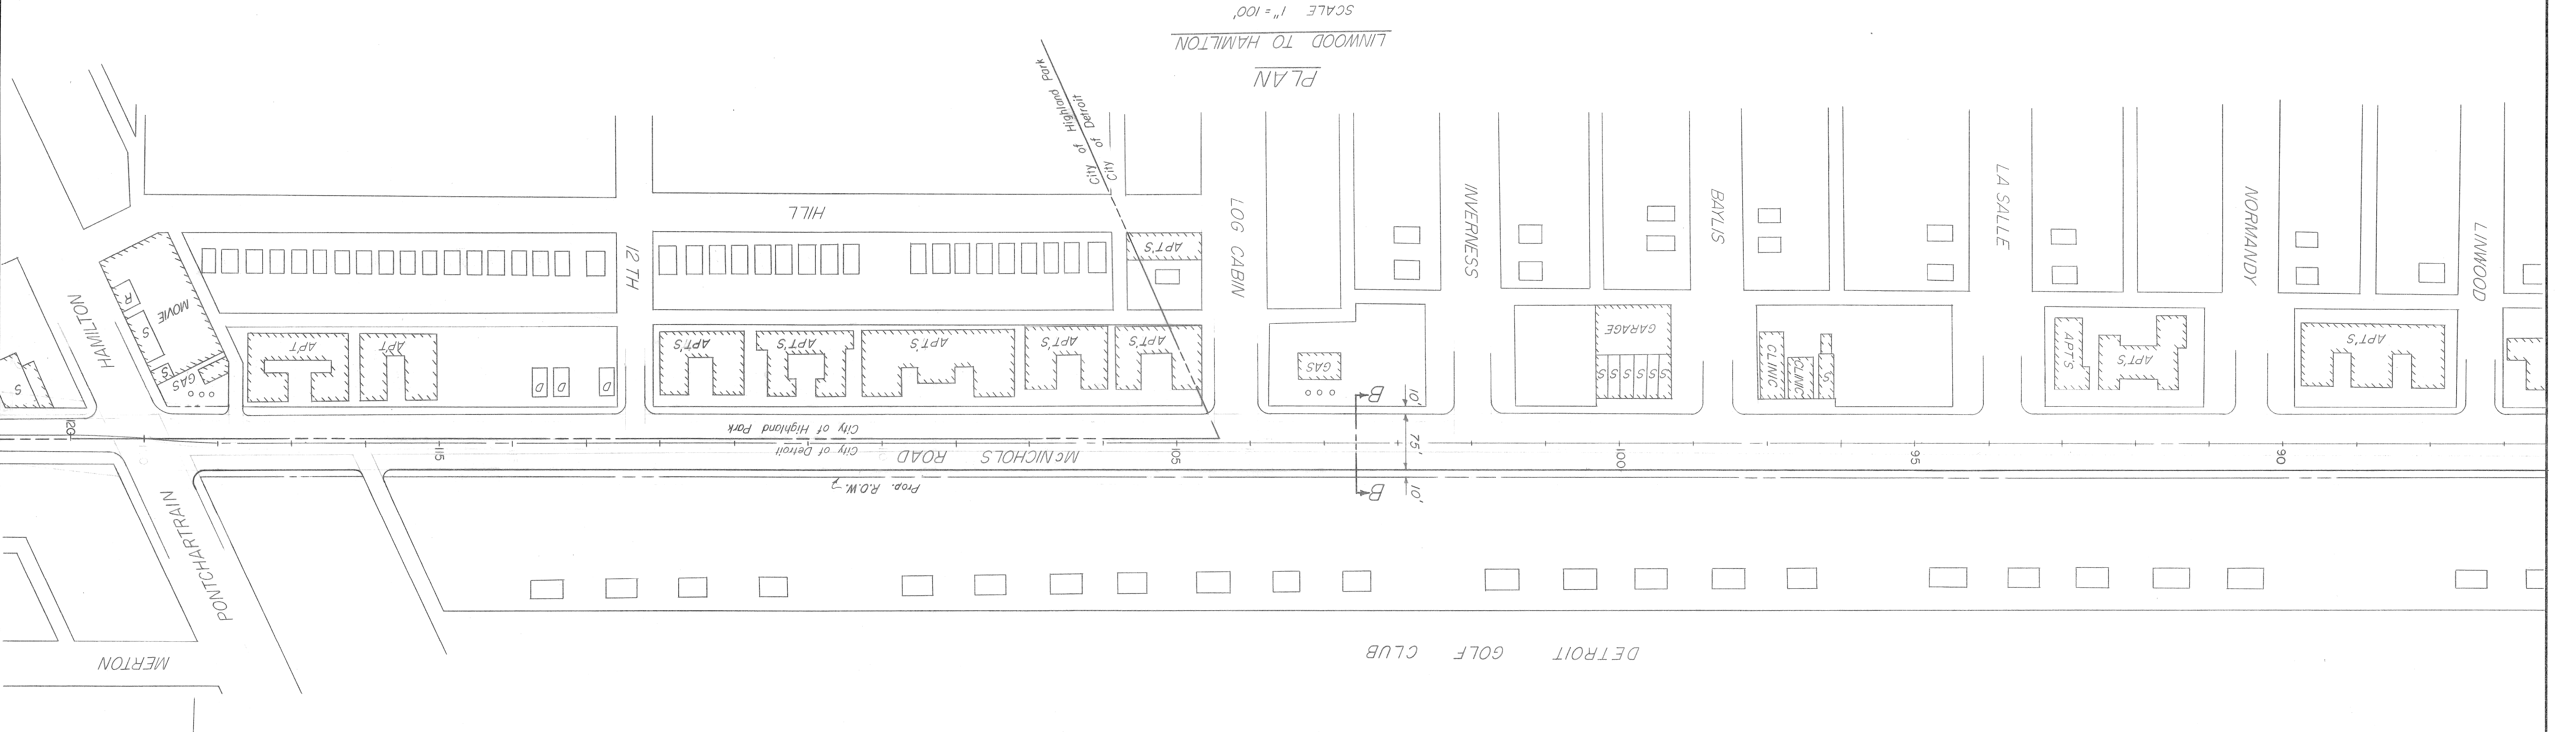 DETROIT GOLF CLUB
MERTON
PONTCHARTRAIN
10'
B
Prop. R.O.W.
90
95
100
75'
105
McNICHOLS ROAD
City of Detroit
115
120
City of Highland Park
10'
B
APT'S
APT'S
APT'S
S
CLINIC
CLINIC
S S S S S S
GARAGE
GAS
APT'S
APT'S
APT'S
APT'S
APT'S
D
D
D
APT
APT
GAS
S
S
R
MOVIE
S
LINWOOD
NORMANDY
LA SALLE
BAYLIS
INVERNESS
LOG CABIN
APT'S
12 TH
HAMILTON
HILL
City of Detroit
City of Highland Park
PLAN
LINWOOD TO HAMILTON
SCALE 1" = 100'